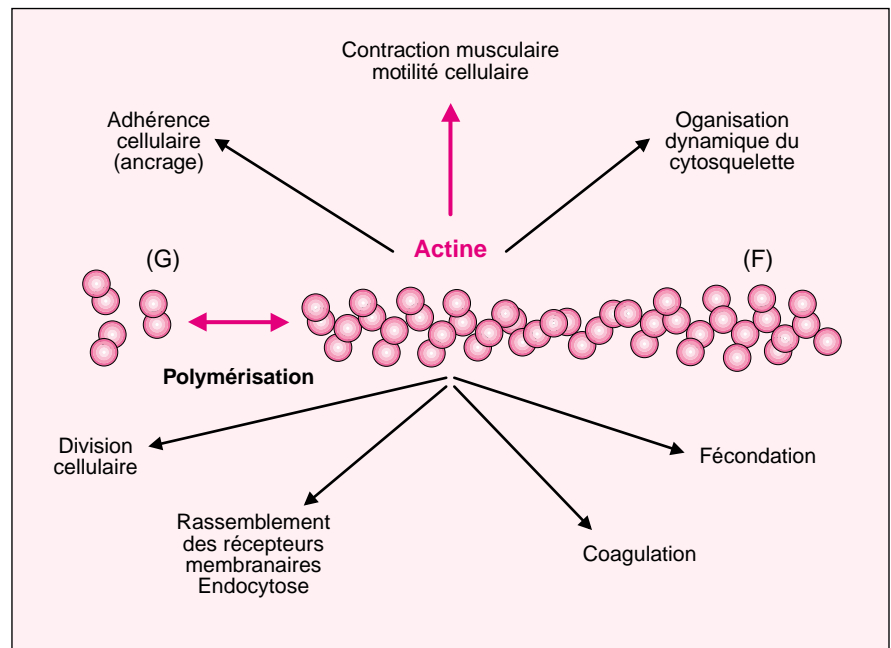 Contraction musculaire
motilité cellulaire
Adhérence
cellulaire
(ancrage)
Oganisation
dynamique du
cytosquelette
Actine
(G)
(F)
Polymérisation
Division
cellulaire
Fécondation
Rassemblement
des récepteurs
membranaires
Endocytose
Coagulation